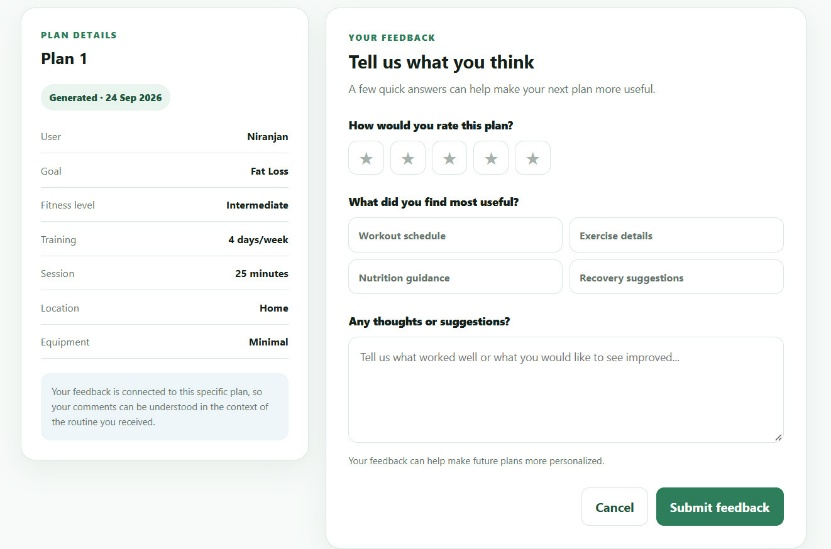 PLAN DETAILS
Plan 1
Generated · 24 Sep 2026
User Niranjan
Goal Fat Loss
Fitness level Intermediate
Training 4 days/week
Session 25 minutes
Location Home
Equipment Minimal
Your feedback is connected to this specific plan, so
your comments can be understood in the context of
the routine you received.
YOUR FEEDBACK
Tell us what you think
A few quick answers can help make your next plan more useful.
How would you rate this plan?
★ ★ ★ ★ ★
What did you find most useful?
Workout schedule Exercise details
Nutrition guidance Recovery suggestions
Any thoughts or suggestions?
Tell us what worked well or what you would like to see improved...
Your feedback can help make future plans more personalized.
Cancel Submit feedback